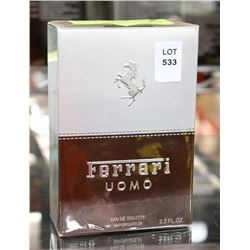 LOT
533
Ferrari
UOMO
EAU DE TOILETTE
3.3 FL.OZ